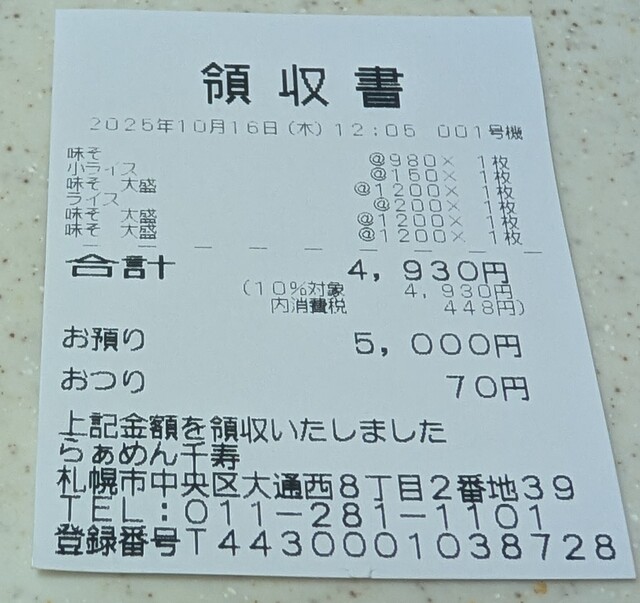 領収書
2025年10月16日(木) 12:05 001号機
味そ @980× 1枚
小ライス @150× 1枚
味そ 大盛 @1200× 1枚
ライス @200× 1枚
味そ 大盛 @1200× 1枚
味そ 大盛 @1200× 1枚
合計 4,930円
(10%対象 4,930円
内消費税 448円)
お預り 5,000円
おつり 70円
上記金額を領収いたしました
らぁめん千寿
札幌市中央区大通西8丁目2番地39
TEL:011-281-1101
登録番号T4430001038728